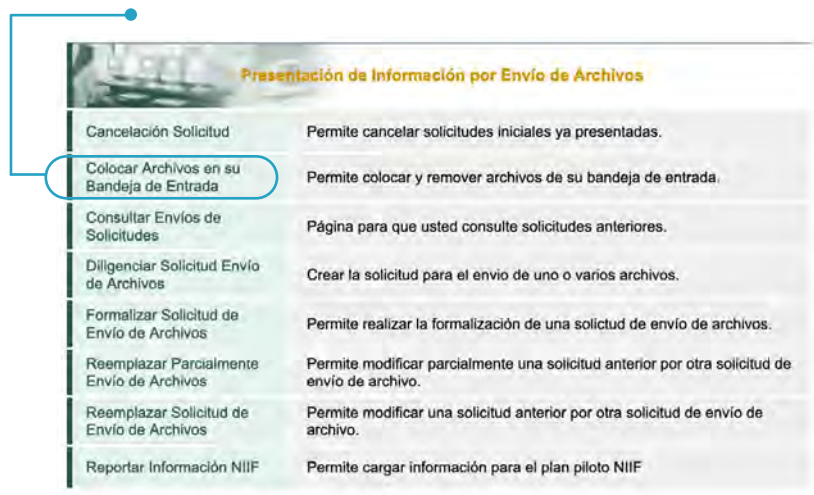 Presentación de Información por Envío de Archivos
Cancelación Solicitud
Permite cancelar solicitudes iniciales ya presentadas.
Colocar Archivos en su
Bandeja de Entrada
Permite colocar y remover archivos de su bandeja de entrada.
Consultar Envíos de
Solicitudes
Página para que usted consulte solicitudes anteriores.
Diligenciar Solicitud Envío
de Archivos
Crear la solicitud para el envio de uno o varios archivos.
Formalizar Solicitud de
Envío de Archivos
Permite realizar la formalización de una solictud de envío de archivos.
Reemplazar Parcialmente
Envío de Archivos
Permite modificar parcialmente una solicitud anterior por otra solicitud de
envío de archivo.
Reemplazar Solicitud de
Envío de Archivos
Permite modificar una solicitud anterior por otra solicitud de envío de
archivo.
Reportar Información NIIF
Permite cargar información para el plan piloto NIIF